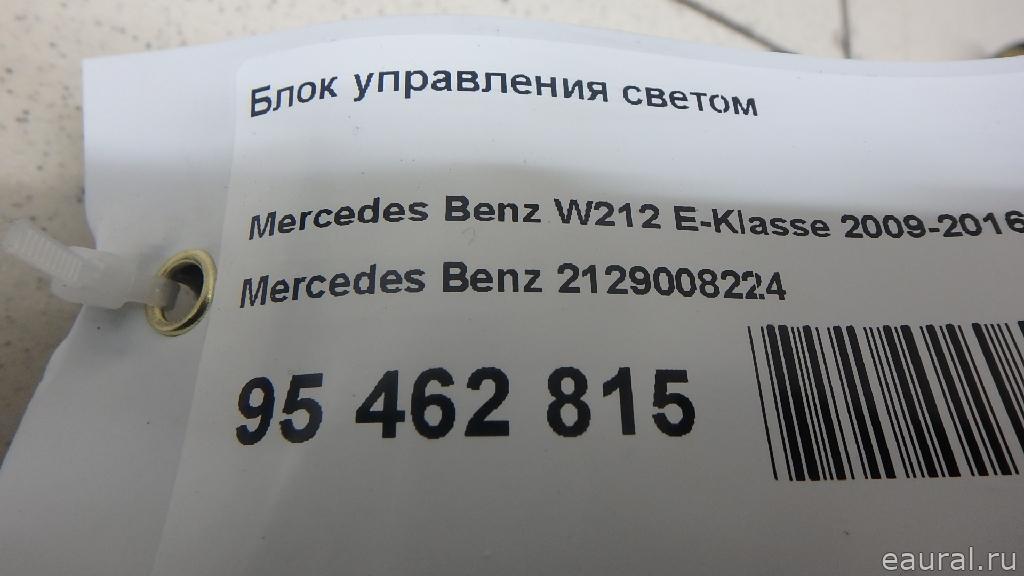 Блок управления светом
Mercedes Benz W212 E-Klasse 2009-2016
Mercedes Benz 2129008224
95 462 815
eaural.ru